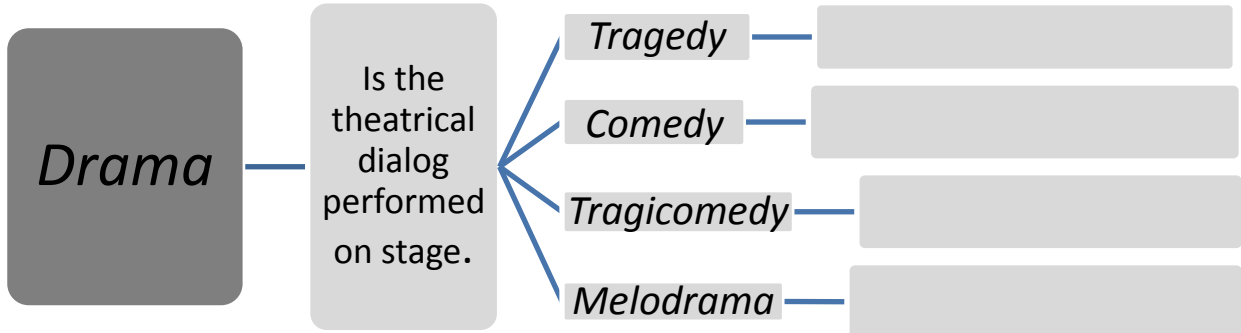 Drama
Is the
theatrical
dialog
performed
on stage.
Tragedy
Comedy
Tragicomedy
Melodrama